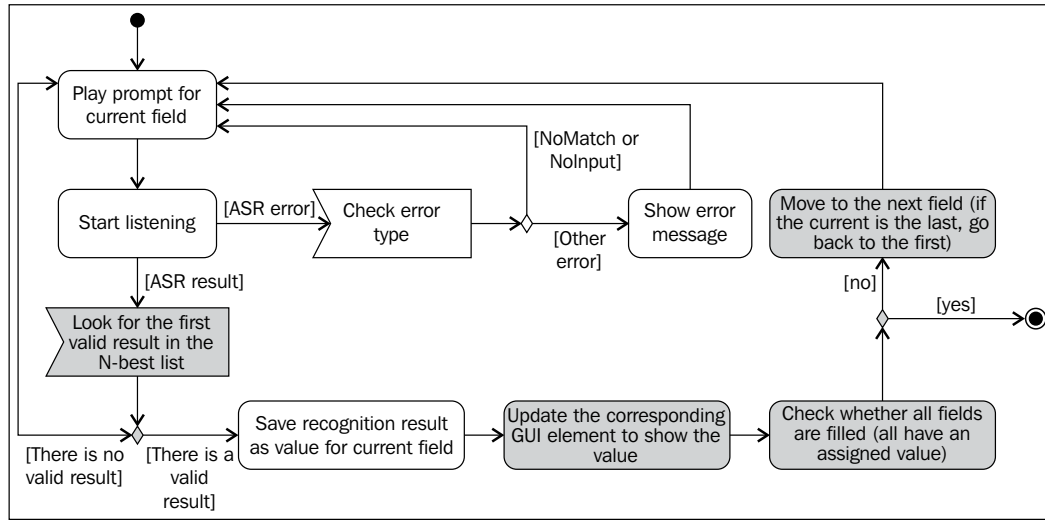 Play prompt for
current field
[NoMatch or
NoInput]
Start listening
[ASR error]
Check error
type
[Other
error]
Show error
message
Move to the next field (if
the current is the last, go
back to the first)
[ASR result]
[no]
[yes]
Look for the first
valid result in the
N-best list
[There is no
valid result]
[There is a
valid
result]
Save recognition result
as value for current field
Update the corresponding
GUI element to show the
value
Check whether all fields
are filled (all have an
assigned value)